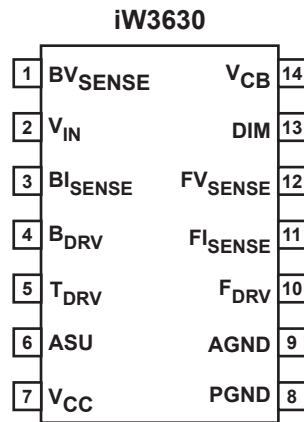 iW3630
1 BVSENSE VCB 14
2 VIN DIM 13
3 BISENSE FVSENSE 12
4 BDRV FISENSE 11
5 TDRV FDRV 10
6 ASU AGND 9
7 VCC PGND 8